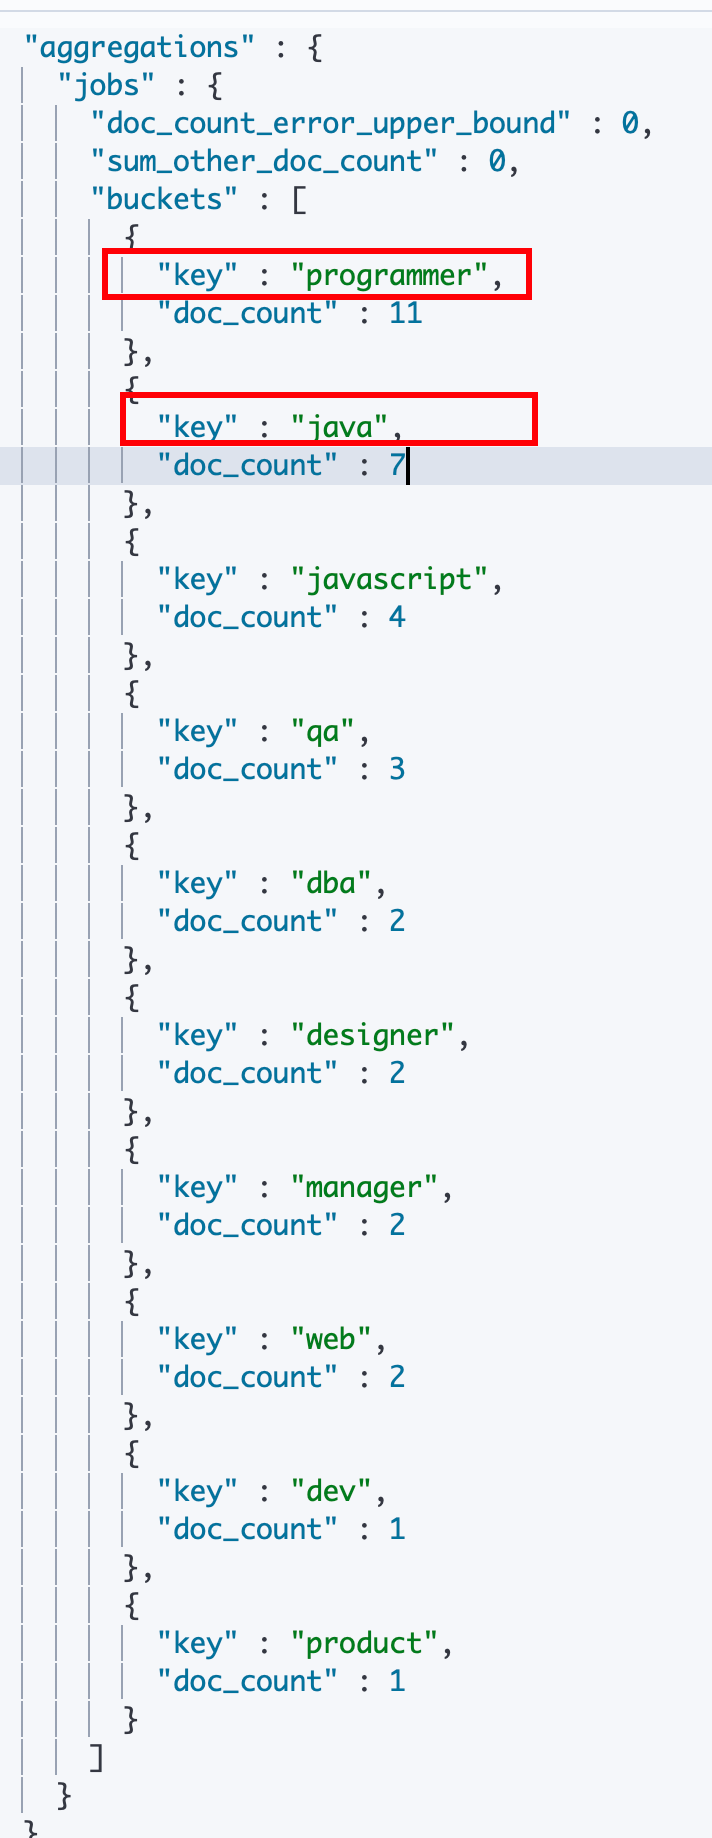 "aggregations" : {
"jobs" : {
"doc_count_error_upper_bound" : 0,
"sum_other_doc_count" : 0,
"buckets" : [
{
"key" : "programmer",
"doc_count" : 11
},
{
"key" : "java",
"doc_count" : 7
},
{
"key" : "javascript",
"doc_count" : 4
},
{
"key" : "qa",
"doc_count" : 3
},
{
"key" : "dba",
"doc_count" : 2
},
{
"key" : "designer",
"doc_count" : 2
},
{
"key" : "manager",
"doc_count" : 2
},
{
"key" : "web",
"doc_count" : 2
},
{
"key" : "dev",
"doc_count" : 1
},
{
"key" : "product",
"doc_count" : 1
}
]
}
}